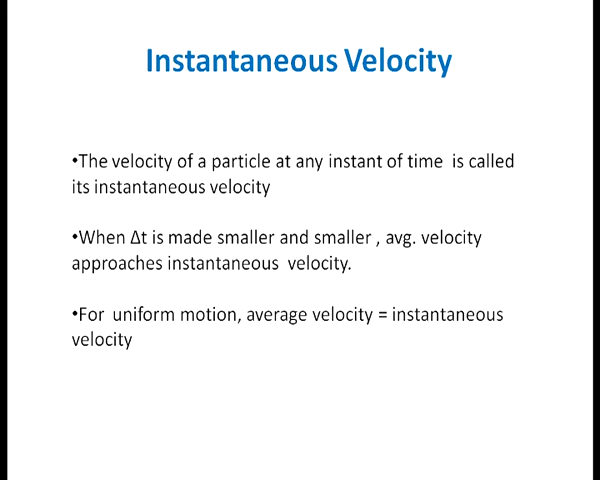 Instantaneous Velocity
•The velocity of a particle at any instant of time is called
its instantaneous velocity
•When Δt is made smaller and smaller , avg. velocity
approaches instantaneous velocity.
•For uniform motion, average velocity = instantaneous
velocity